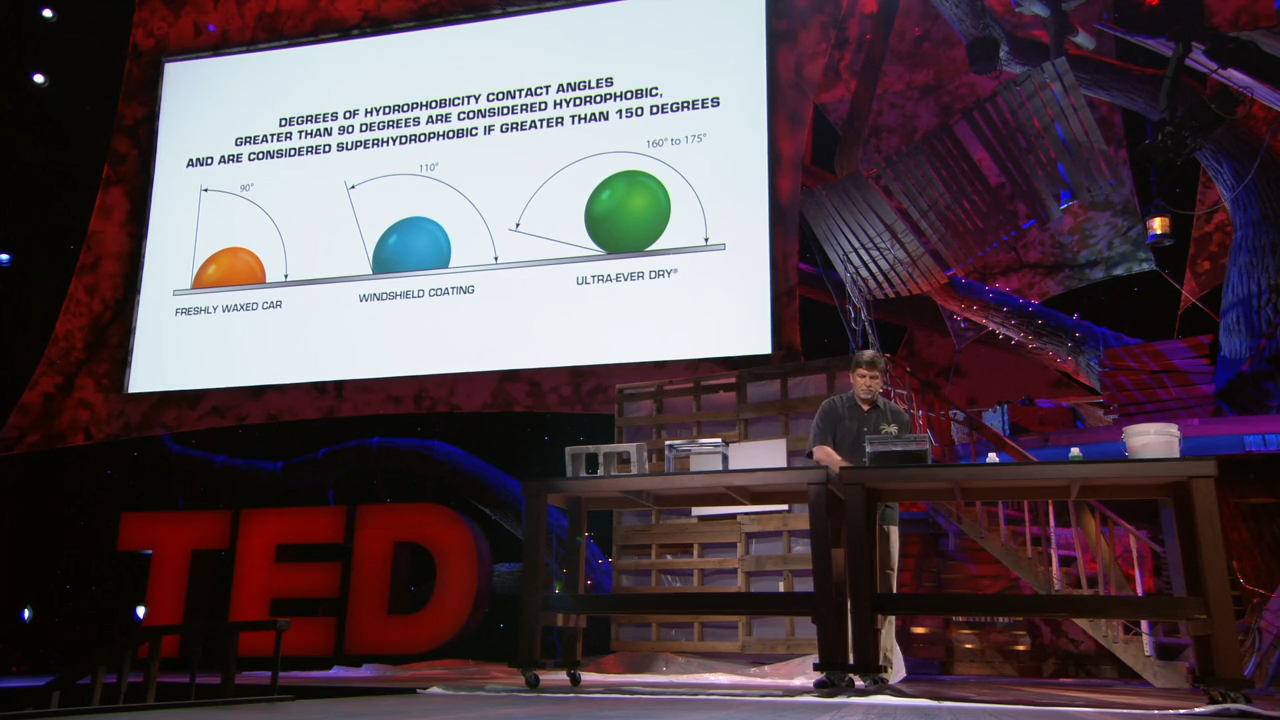 DEGREES OF HYDROPHOBICITY CONTACT ANGLES
GREATER THAN 90 DEGREES ARE CONSIDERED HYDROPHOBIC,
AND ARE CONSIDERED SUPERHYDROPHOBIC IF GREATER THAN 150 DEGREES
90°
110°
160° to 175°
FRESHLY WAXED CAR
WINDSHIELD COATING
ULTRA-EVER DRY®
TED